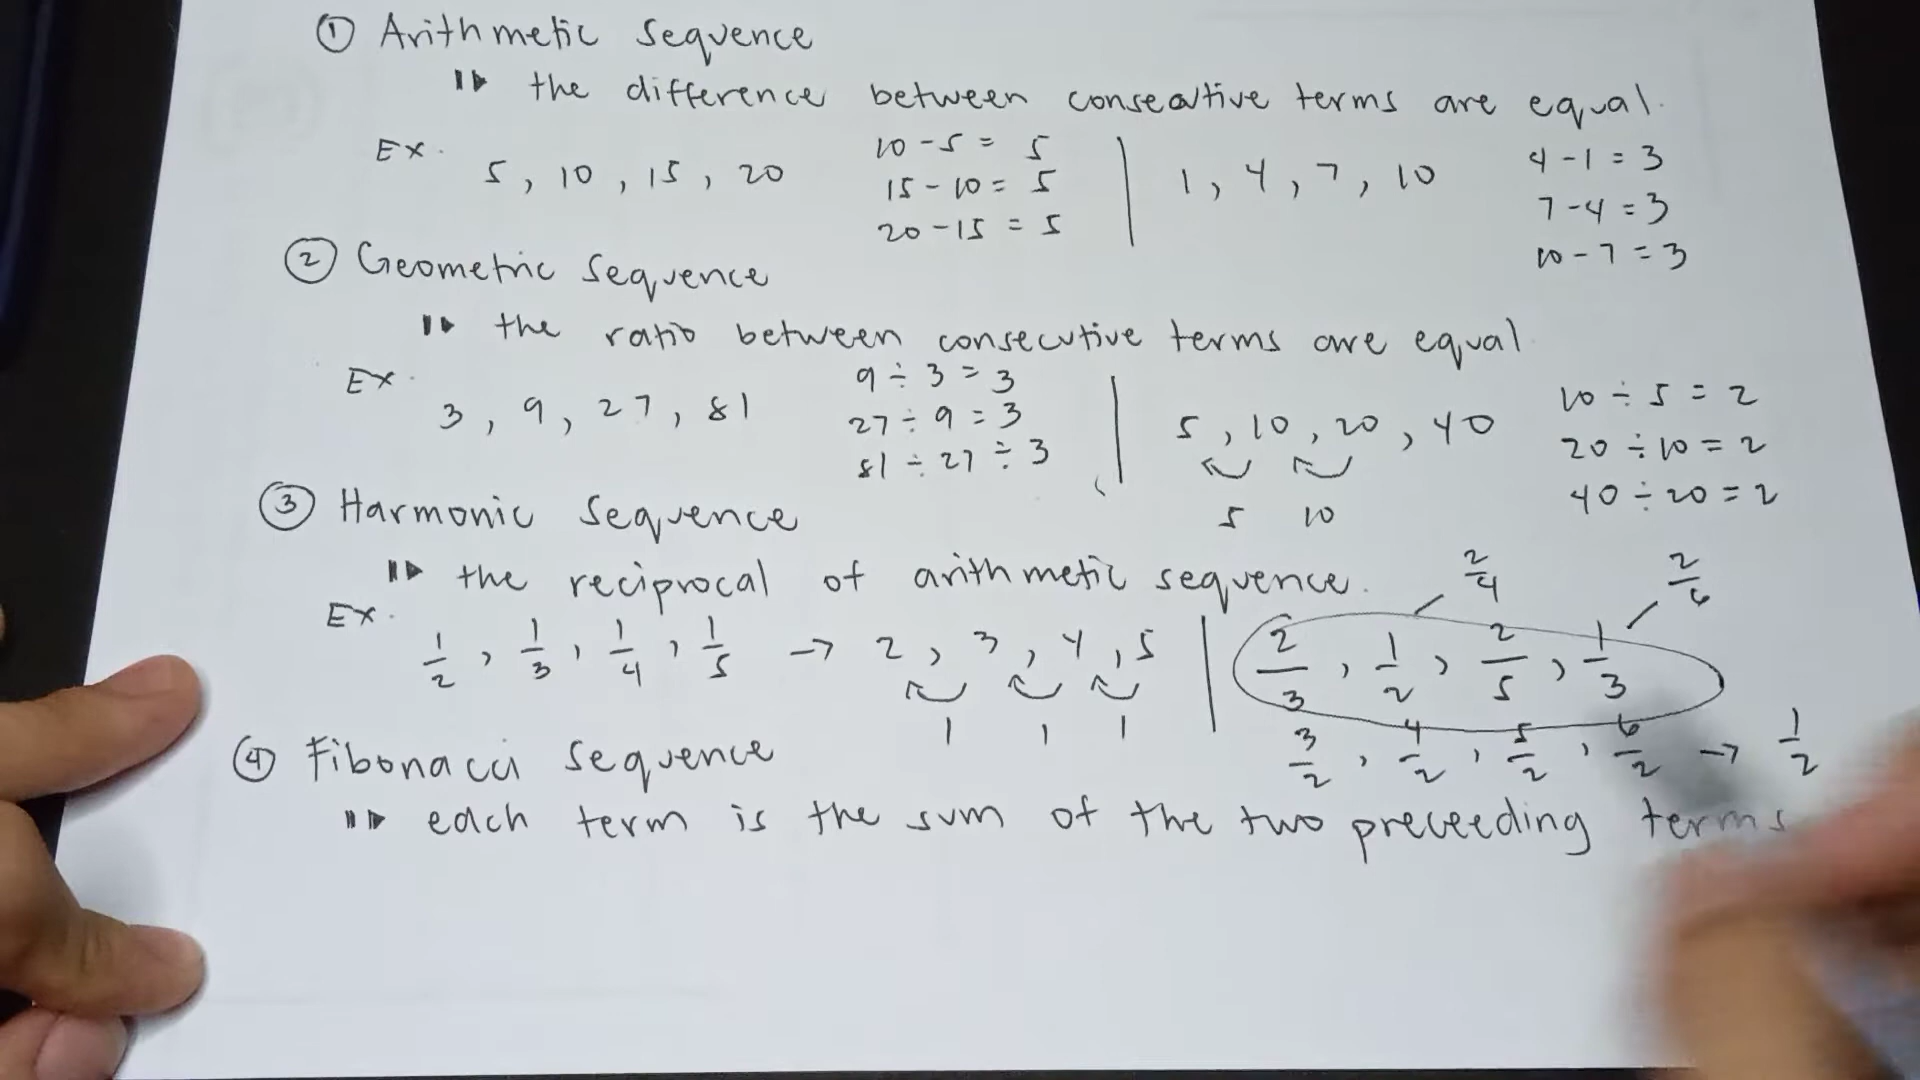 ① Arithmetic sequence
the difference between consecutive terms are equal.
Ex. 5, 10, 15, 20
10 - 5 = 5
15 - 10 = 5
20 - 15 = 5
1, 4, 7, 10
4 - 1 = 3
7 - 4 = 3
10 - 7 = 3
② Geometric sequence
the ratio between consecutive terms are equal
Ex. 3, 9, 27, 81
9 ÷ 3 = 3
27 ÷ 9 = 3
81 ÷ 27 ÷ 3
5, 10, 20, 40
5 10
10 ÷ 5 = 2
20 ÷ 10 = 2
40 ÷ 20 = 2
③ Harmonic sequence
the reciprocal of arithmetic sequence.
Ex. 1/2, 1/3, 1/4, 1/5 → 2, 3, 4, 5
1 1 1
2/4 2/6
2/3, 1/2, 2/5, 1/3
3/2, 4/2, 5/2, 6/2 → 1/2
④ Fibonacci sequence
each term is the sum of the two preceeding terms